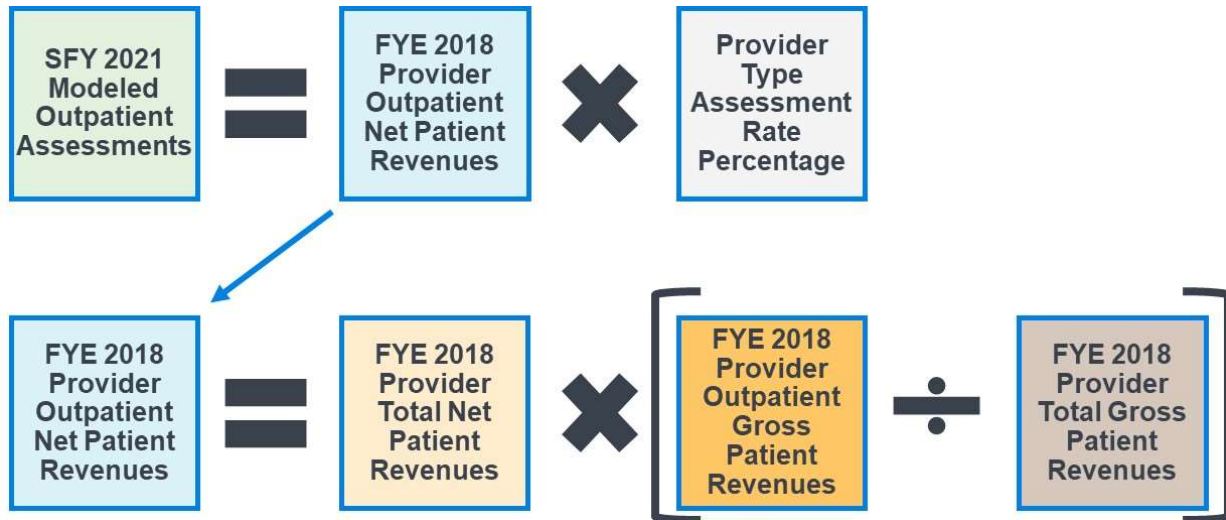 SFY 2021
Modeled
Outpatient
Assessments
=
FYE 2018
Provider
Outpatient
Net Patient
Revenues
×
Provider
Type
Assessment
Rate
Percentage
FYE 2018
Provider
Outpatient
Net Patient
Revenues
=
FYE 2018
Provider
Total Net
Patient
Revenues
×
[
FYE 2018
Provider
Outpatient
Gross
Patient
Revenues
÷
FYE 2018
Provider
Total Gross
Patient
Revenues
]